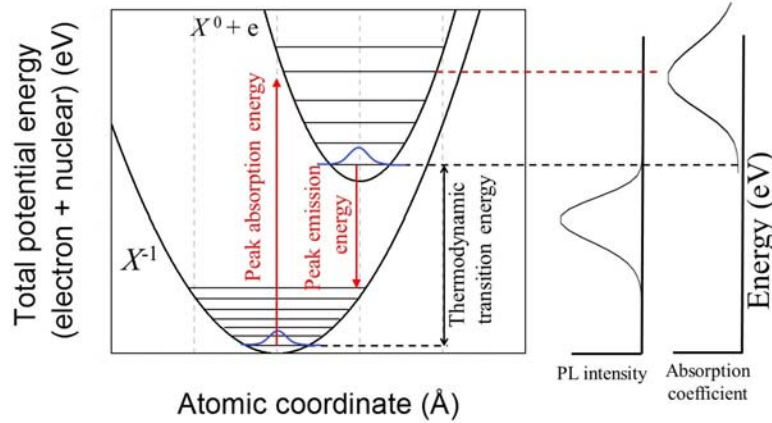 Total potential energy
(electron + nuclear) (eV)
X⁰ + e
X⁻¹
Peak absorption energy
Peak emission
energy
Thermodynamic
transition energy
Atomic coordinate (Å)
PL intensity
Absorption
coefficient
Energy (eV)